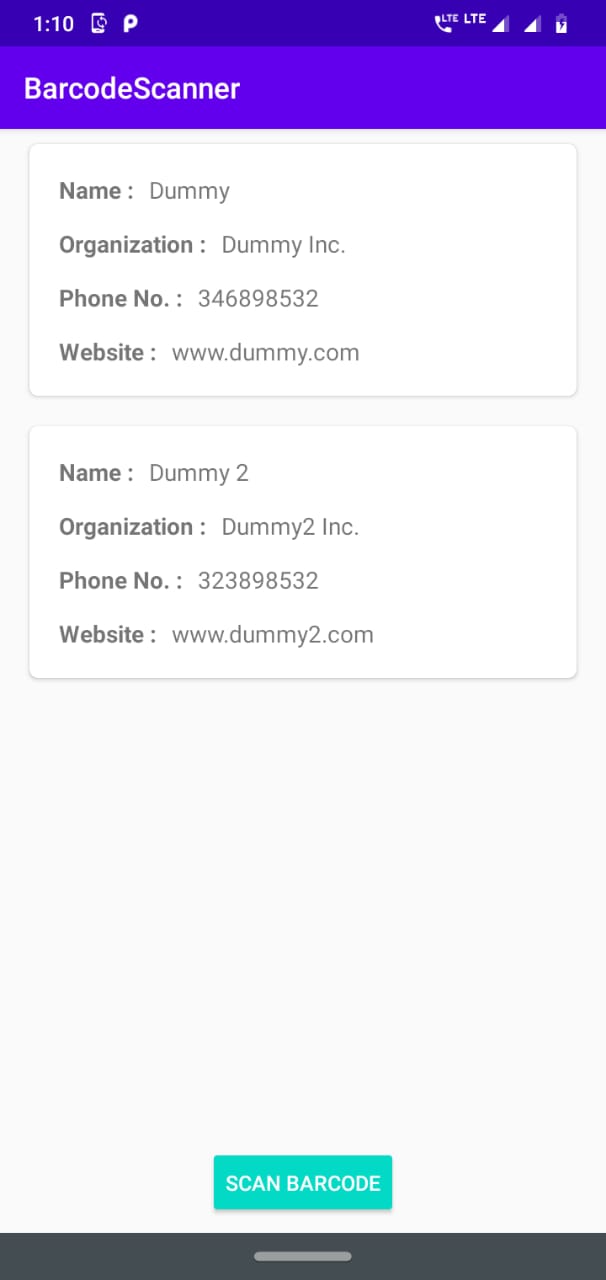 1:10 LTE LTE
BarcodeScanner
Name : Dummy
Organization : Dummy Inc.
Phone No. : 346898532
Website : www.dummy.com
Name : Dummy 2
Organization : Dummy2 Inc.
Phone No. : 323898532
Website : www.dummy2.com
SCAN BARCODE